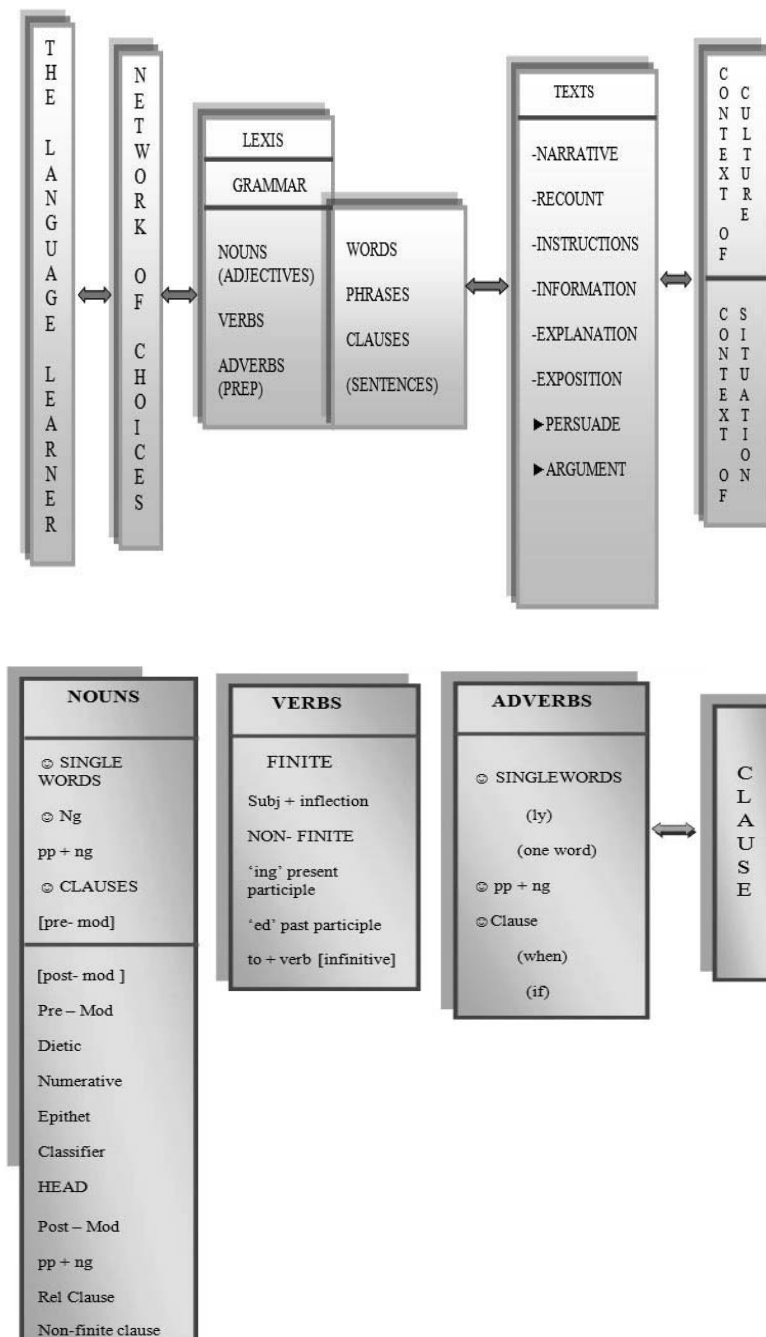 THE LANGUAGE LEARNER
NETWORK OF CHOICES
LEXIS
GRAMMAR
NOUNS
(ADJECTIVES)
VERBS
ADVERBS
(PREP)
WORDS
PHRASES
CLAUSES
(SENTENCES)
TEXTS
-NARRATIVE
-RECOUNT
-INSTRUCTIONS
-INFORMATION
-EXPLANATION
-EXPOSITION
▶PERSUADE
▶ARGUMENT
CONTEXT OF
CULTURE
CONTEXT OF
SITUATION
NOUNS
☺ SINGLE
WORDS
☺ Ng
pp + ng
☺ CLAUSES
[pre- mod]
[post- mod ]
Pre – Mod
Dietic
Numerative
Epithet
Classifier
HEAD
Post – Mod
pp + ng
Rel Clause
Non-finite clause
VERBS
FINITE
Subj + inflection
NON- FINITE
‘ing’ present
participle
‘ed’ past participle
to + verb [infinitive]
ADVERBS
☺ SINGLEWORDS
(ly)
(one word)
☺ pp + ng
☺Clause
(when)
(if)
CLAUSE